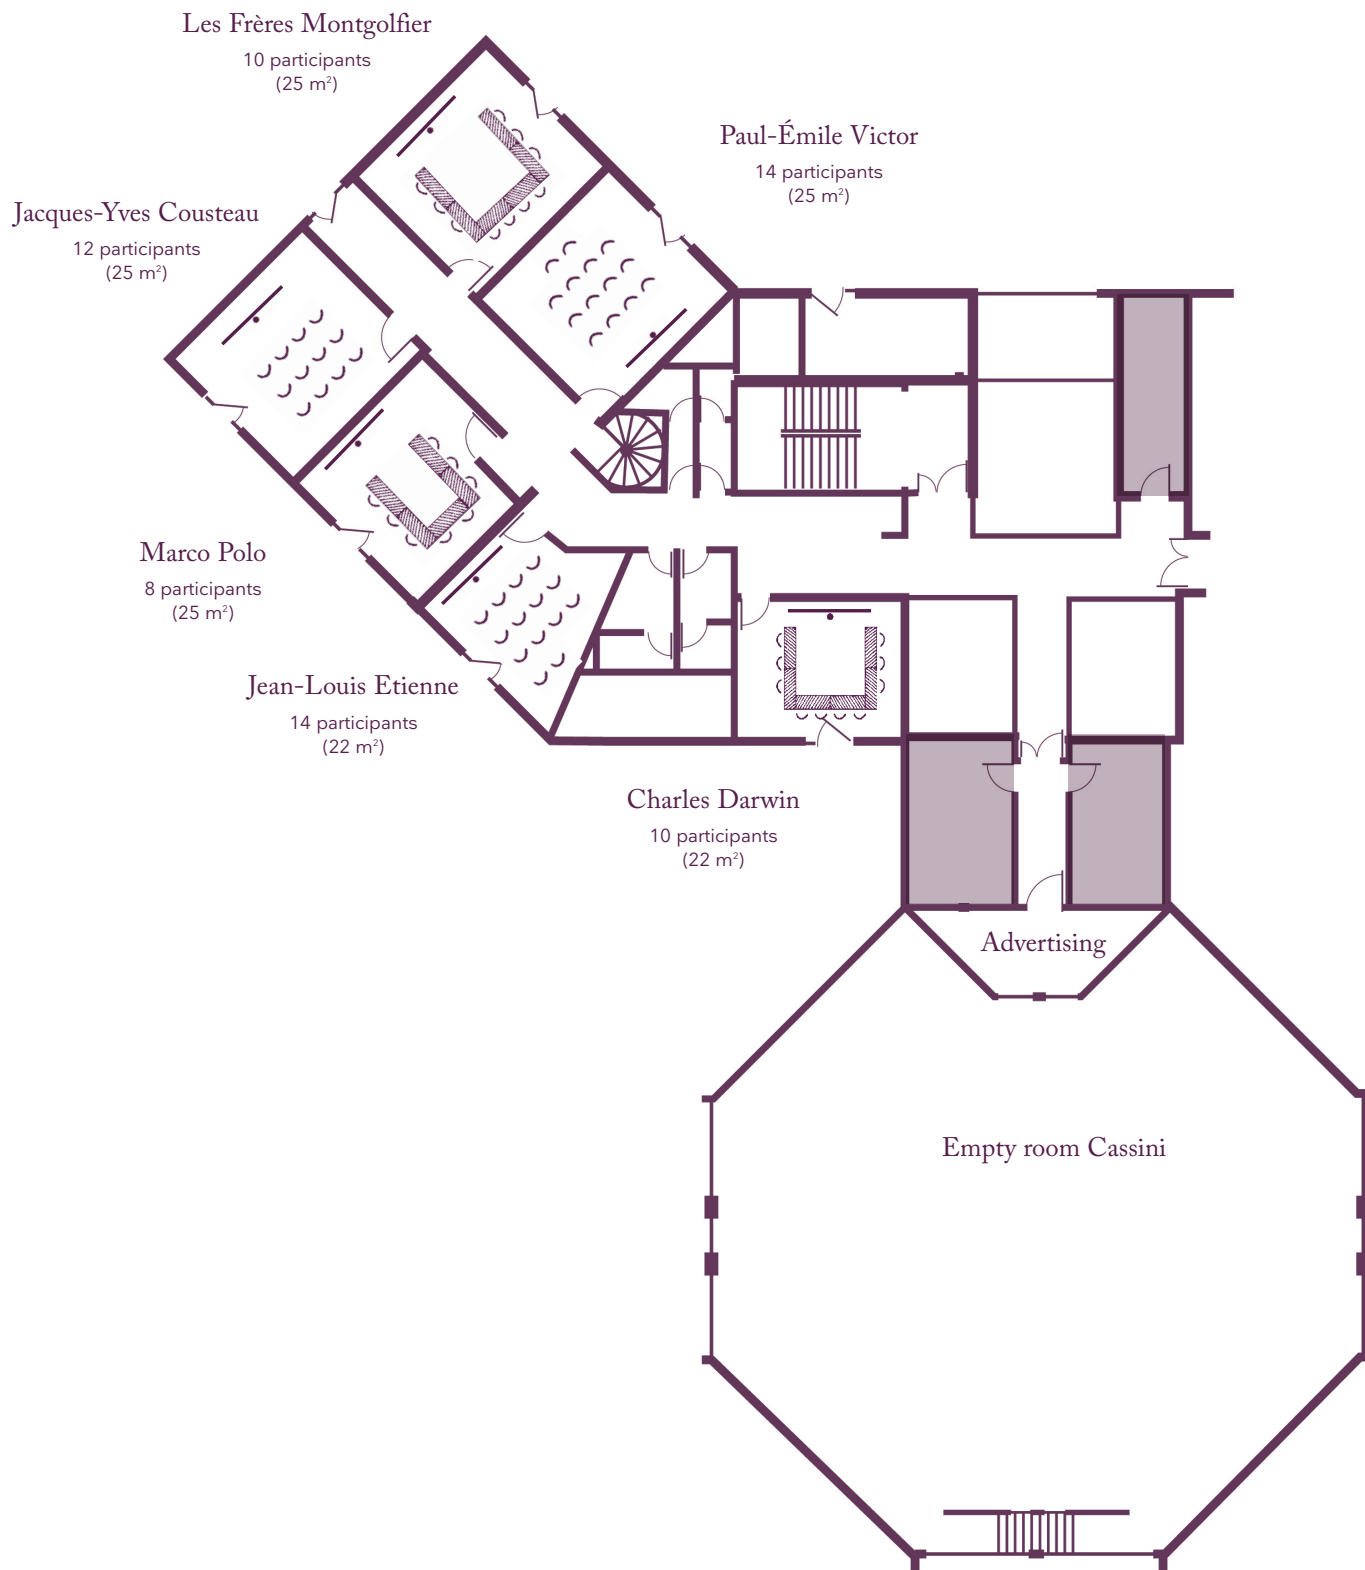 Les Frères Montgolfier
10 participants
(25 m²)
Paul-Émile Victor
14 participants
(25 m²)
Jacques-Yves Cousteau
12 participants
(25 m²)
Marco Polo
8 participants
(25 m²)
Jean-Louis Etienne
14 participants
(22 m²)
Charles Darwin
10 participants
(22 m²)
Advertising
Empty room Cassini